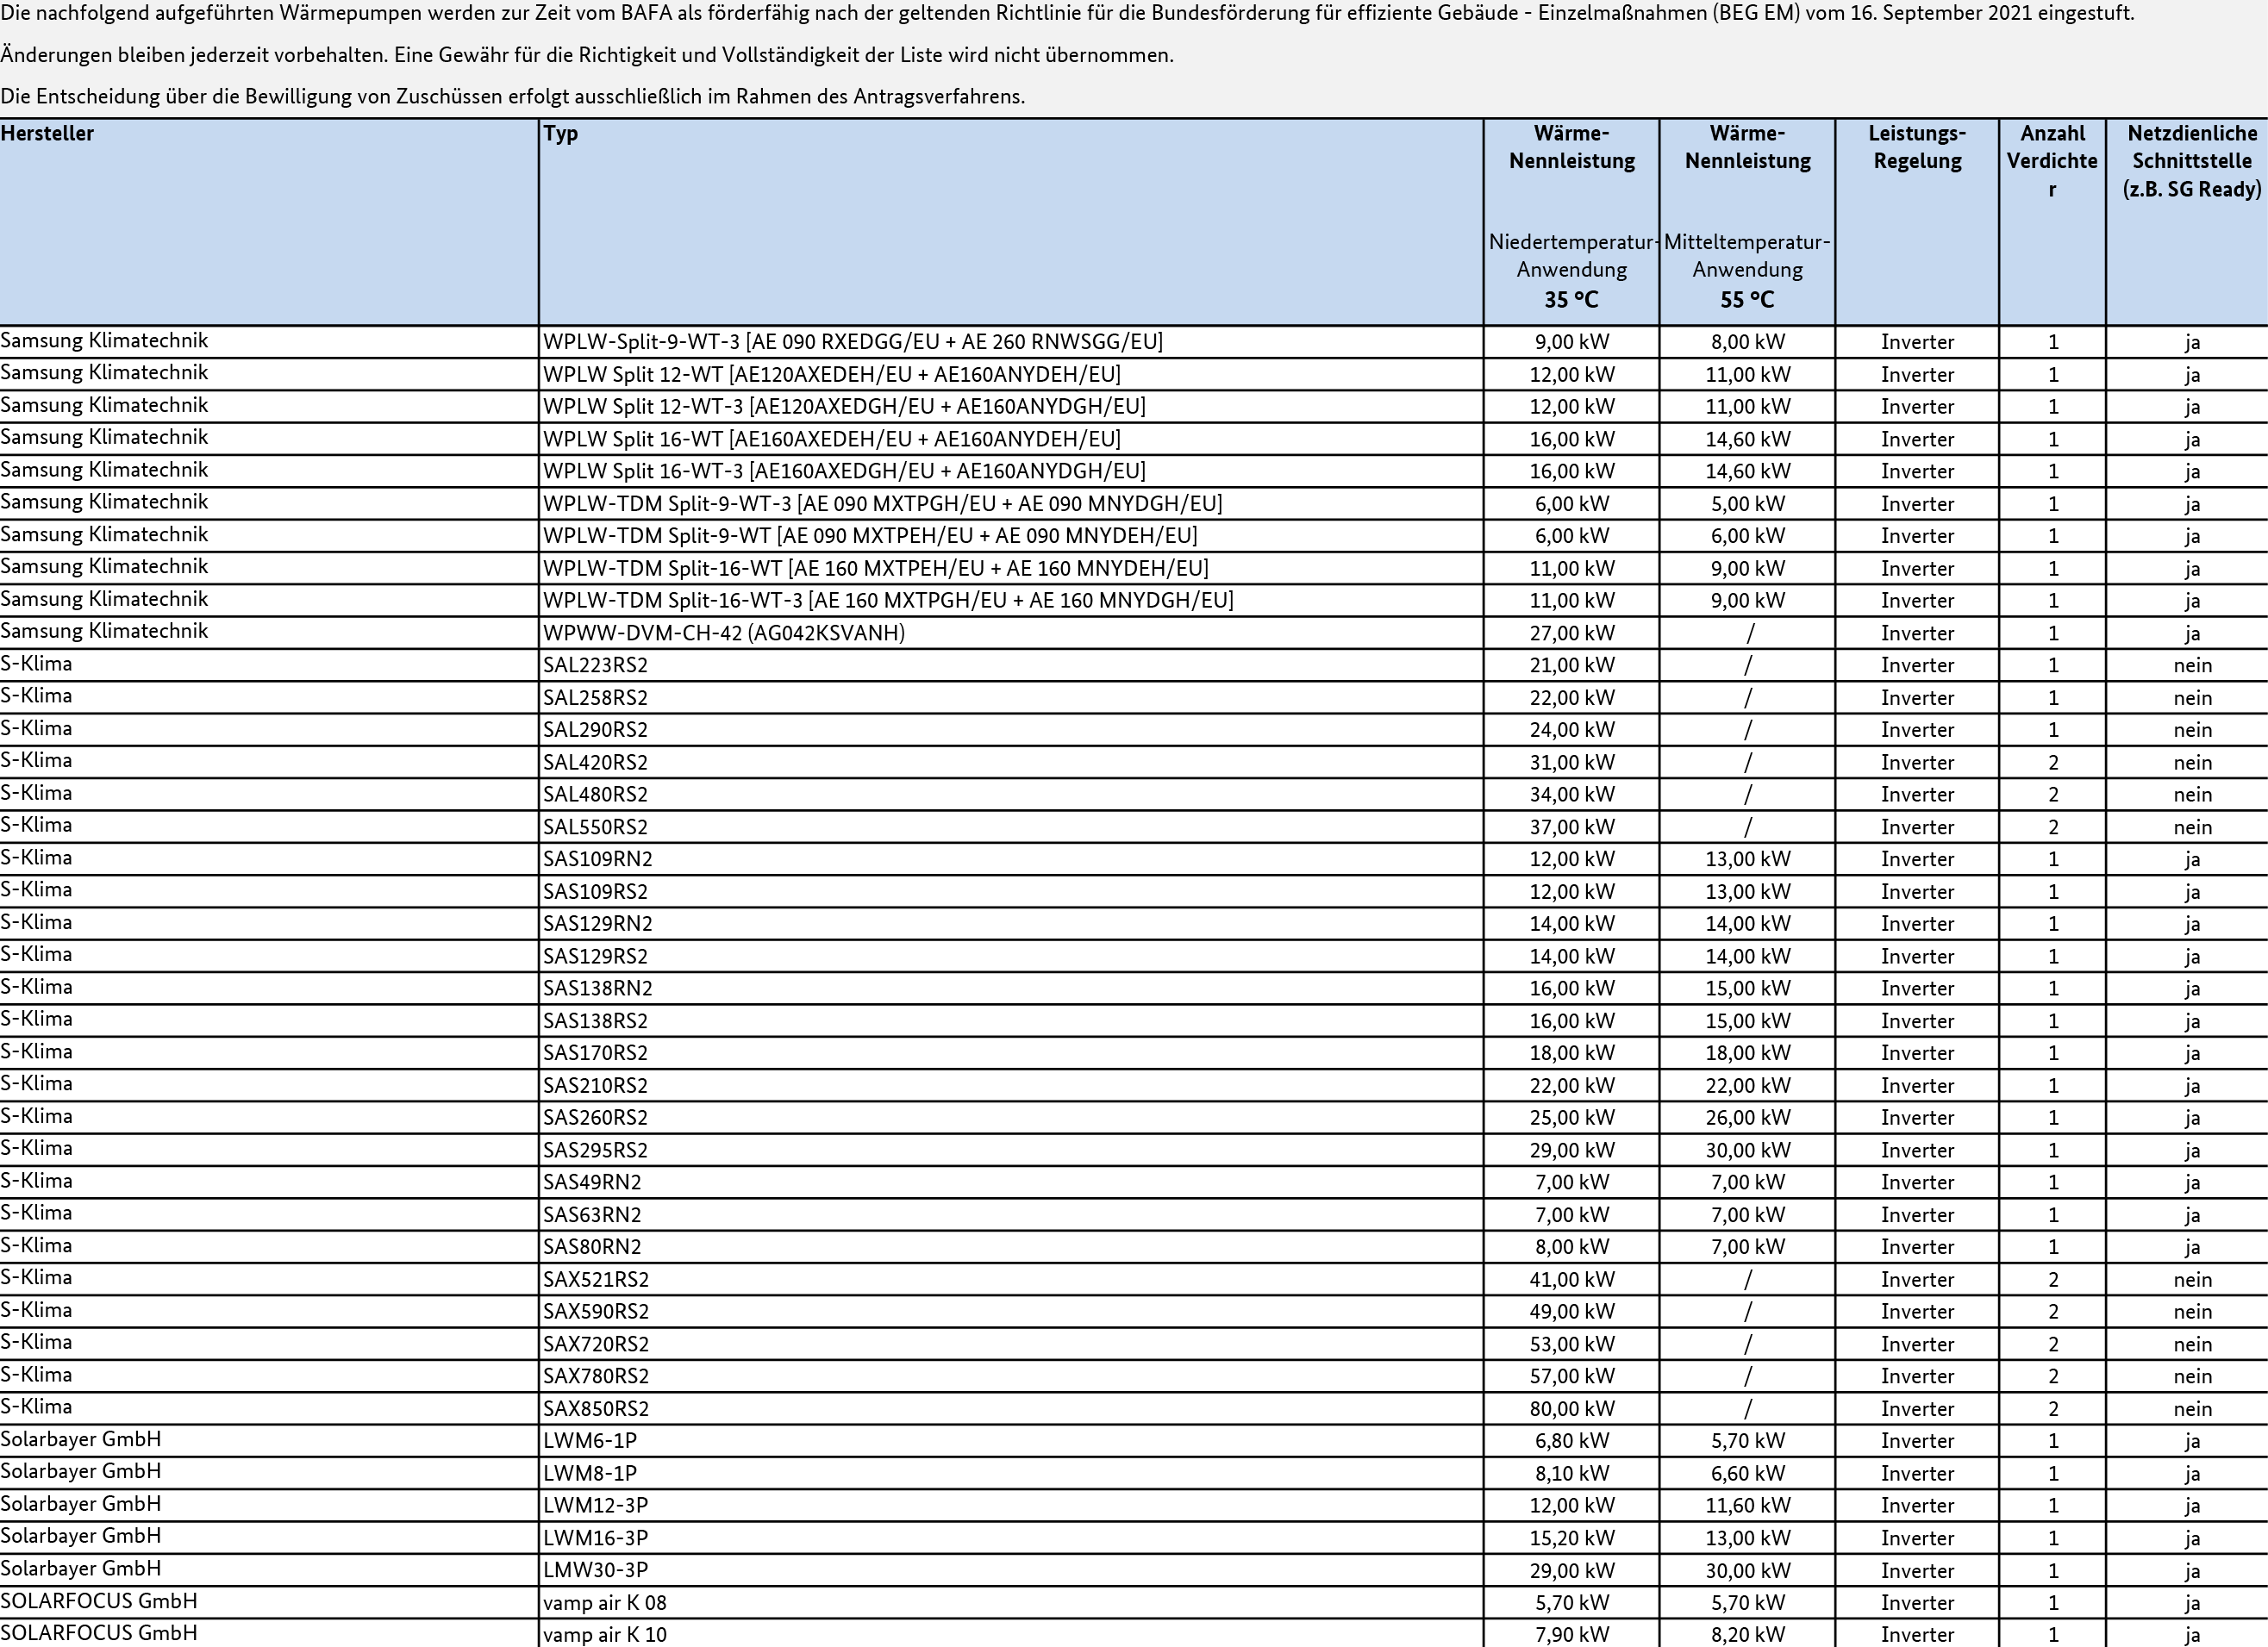 Die nachfolgend aufgeführten Wärmepumpen werden zur Zeit vom BAFA als förderfähig nach der geltenden Richtlinie für die Bundesförderung für effiziente Gebäude - Einzelmaßnahmen (BEG EM) vom 16. September 2021 eingestuft.
Änderungen bleiben jederzeit vorbehalten. Eine Gewähr für die Richtigkeit und Vollständigkeit der Liste wird nicht übernommen.
Die Entscheidung über die Bewilligung von Zuschüssen erfolgt ausschließlich im Rahmen des Antragsverfahrens.
Hersteller Typ Wärme- Wärme- Leistungs- Anzahl Netzdienliche
Nennleistung Nennleistung Regelung Verdichte Schnittstelle
r (z.B. SG Ready)
Niedertemperatur- Mitteltemperatur-
Anwendung Anwendung
35 °C 55 °C
Samsung Klimatechnik WPLW-Split-9-WT-3 [AE 090 RXEDGG/EU + AE 260 RNWSGG/EU] 9,00 kW 8,00 kW Inverter 1 ja
Samsung Klimatechnik WPLW Split 12-WT [AE120AXEDEH/EU + AE160ANYDEH/EU] 12,00 kW 11,00 kW Inverter 1 ja
Samsung Klimatechnik WPLW Split 12-WT-3 [AE120AXEDGH/EU + AE160ANYDGH/EU] 12,00 kW 11,00 kW Inverter 1 ja
Samsung Klimatechnik WPLW Split 16-WT [AE160AXEDEH/EU + AE160ANYDEH/EU] 16,00 kW 14,60 kW Inverter 1 ja
Samsung Klimatechnik WPLW Split 16-WT-3 [AE160AXEDGH/EU + AE160ANYDGH/EU] 16,00 kW 14,60 kW Inverter 1 ja
Samsung Klimatechnik WPLW-TDM Split-9-WT-3 [AE 090 MXTPGH/EU + AE 090 MNYDGH/EU] 6,00 kW 5,00 kW Inverter 1 ja
Samsung Klimatechnik WPLW-TDM Split-9-WT [AE 090 MXTPEH/EU + AE 090 MNYDEH/EU] 6,00 kW 6,00 kW Inverter 1 ja
Samsung Klimatechnik WPLW-TDM Split-16-WT [AE 160 MXTPEH/EU + AE 160 MNYDEH/EU] 11,00 kW 9,00 kW Inverter 1 ja
Samsung Klimatechnik WPLW-TDM Split-16-WT-3 [AE 160 MXTPGH/EU + AE 160 MNYDGH/EU] 11,00 kW 9,00 kW Inverter 1 ja
Samsung Klimatechnik WPWW-DVM-CH-42 (AG042KSVANH) 27,00 kW / Inverter 1 ja
S-Klima SAL223RS2 21,00 kW / Inverter 1 nein
S-Klima SAL258RS2 22,00 kW / Inverter 1 nein
S-Klima SAL290RS2 24,00 kW / Inverter 1 nein
S-Klima SAL420RS2 31,00 kW / Inverter 2 nein
S-Klima SAL480RS2 34,00 kW / Inverter 2 nein
S-Klima SAL550RS2 37,00 kW / Inverter 2 nein
S-Klima SAS109RN2 12,00 kW 13,00 kW Inverter 1 ja
S-Klima SAS109RS2 12,00 kW 13,00 kW Inverter 1 ja
S-Klima SAS129RN2 14,00 kW 14,00 kW Inverter 1 ja
S-Klima SAS129RS2 14,00 kW 14,00 kW Inverter 1 ja
S-Klima SAS138RN2 16,00 kW 15,00 kW Inverter 1 ja
S-Klima SAS138RS2 16,00 kW 15,00 kW Inverter 1 ja
S-Klima SAS170RS2 18,00 kW 18,00 kW Inverter 1 ja
S-Klima SAS210RS2 22,00 kW 22,00 kW Inverter 1 ja
S-Klima SAS260RS2 25,00 kW 26,00 kW Inverter 1 ja
S-Klima SAS295RS2 29,00 kW 30,00 kW Inverter 1 ja
S-Klima SAS49RN2 7,00 kW 7,00 kW Inverter 1 ja
S-Klima SAS63RN2 7,00 kW 7,00 kW Inverter 1 ja
S-Klima SAS80RN2 8,00 kW 7,00 kW Inverter 1 ja
S-Klima SAX521RS2 41,00 kW / Inverter 2 nein
S-Klima SAX590RS2 49,00 kW / Inverter 2 nein
S-Klima SAX720RS2 53,00 kW / Inverter 2 nein
S-Klima SAX780RS2 57,00 kW / Inverter 2 nein
S-Klima SAX850RS2 80,00 kW / Inverter 2 nein
Solarbayer GmbH LWM6-1P 6,80 kW 5,70 kW Inverter 1 ja
Solarbayer GmbH LWM8-1P 8,10 kW 6,60 kW Inverter 1 ja
Solarbayer GmbH LWM12-3P 12,00 kW 11,60 kW Inverter 1 ja
Solarbayer GmbH LWM16-3P 15,20 kW 13,00 kW Inverter 1 ja
Solarbayer GmbH LMW30-3P 29,00 kW 30,00 kW Inverter 1 ja
SOLARFOCUS GmbH vamp air K 08 5,70 kW 5,70 kW Inverter 1 ja
SOLARFOCUS GmbH vamp air K 10 7,90 kW 8,20 kW Inverter 1 ja